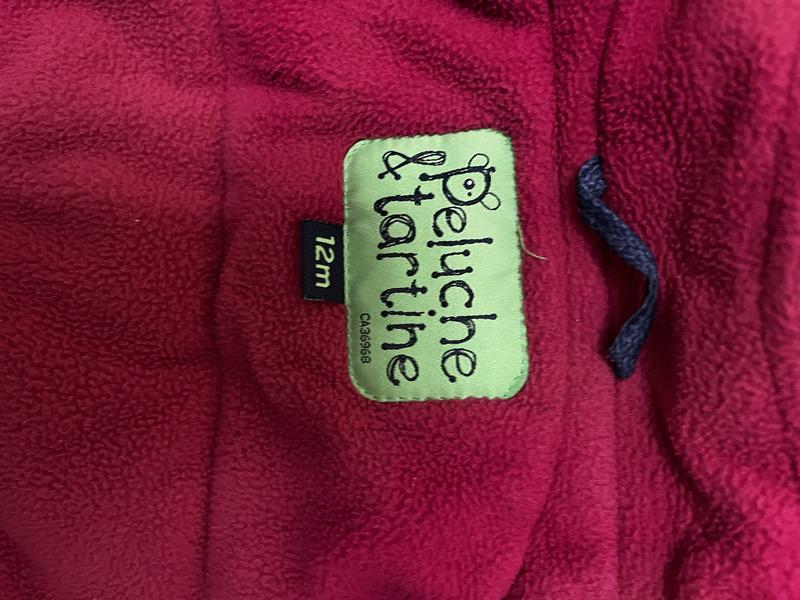 Peluche
& tartine
CA36968
12m